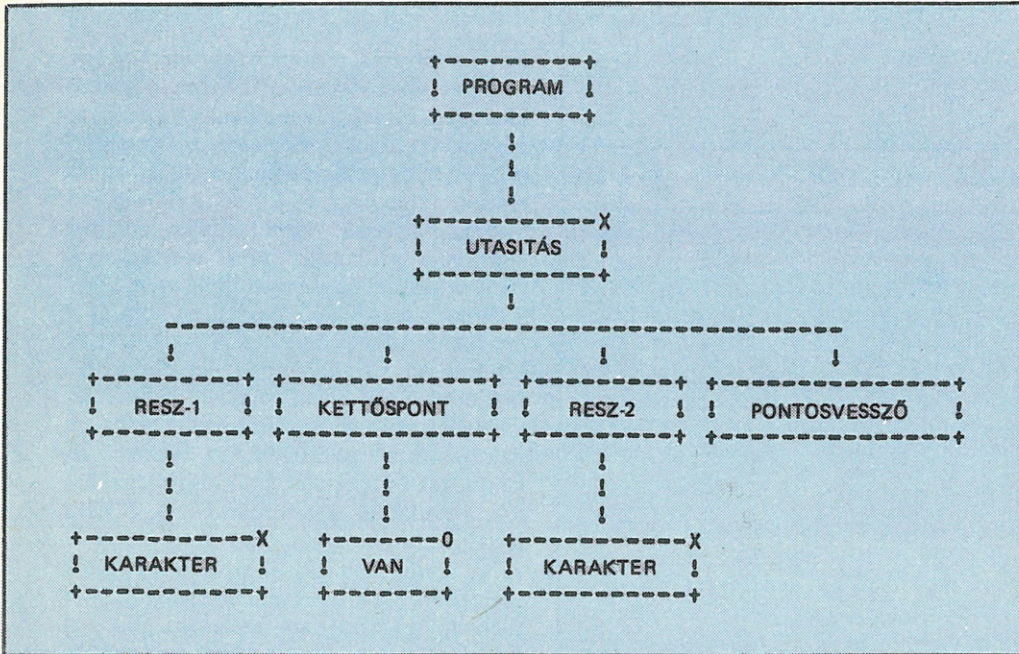 PROGRAM
UTASITÁS
RESZ-1 KETTŐSPONT RESZ-2 PONTOSVESSZŐ
KARAKTER VAN KARAKTER